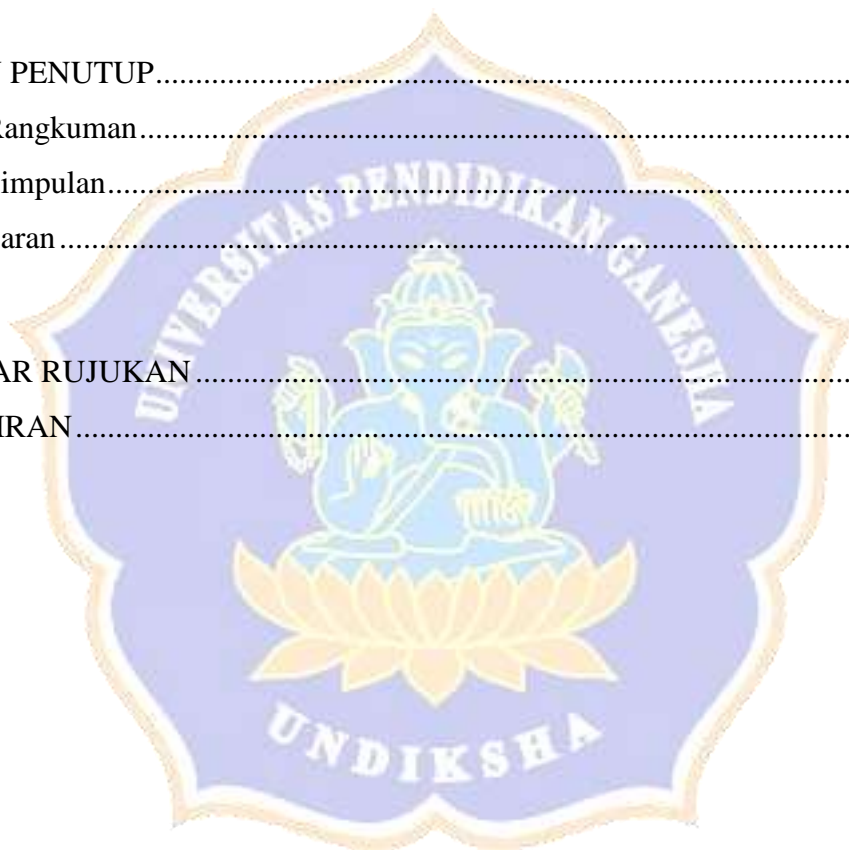 PENUTUP........................................................................................
Rangkuman.........................................................................................
impulan............................................................................................
aran..................................................................................................
AR RUJUKAN...................................................................................
IRAN................................................................................................
UNIVERSITAS PENDIDIKAN GANESHA
UNDIKSHA